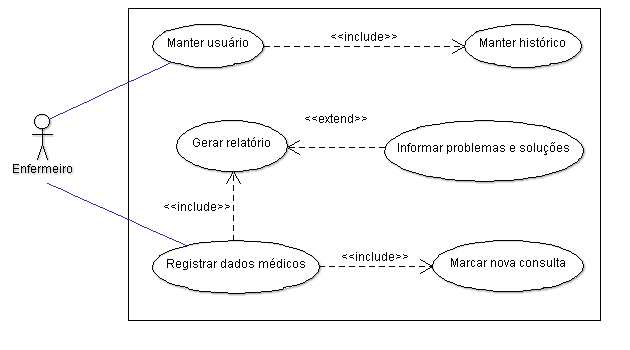 Manter usuário
<<include>>
Manter histórico
<<extend>>
Gerar relatório
Informar problemas e soluções
Enfermeiro
<<include>>
Registrar dados médicos
<<include>>
Marcar nova consulta